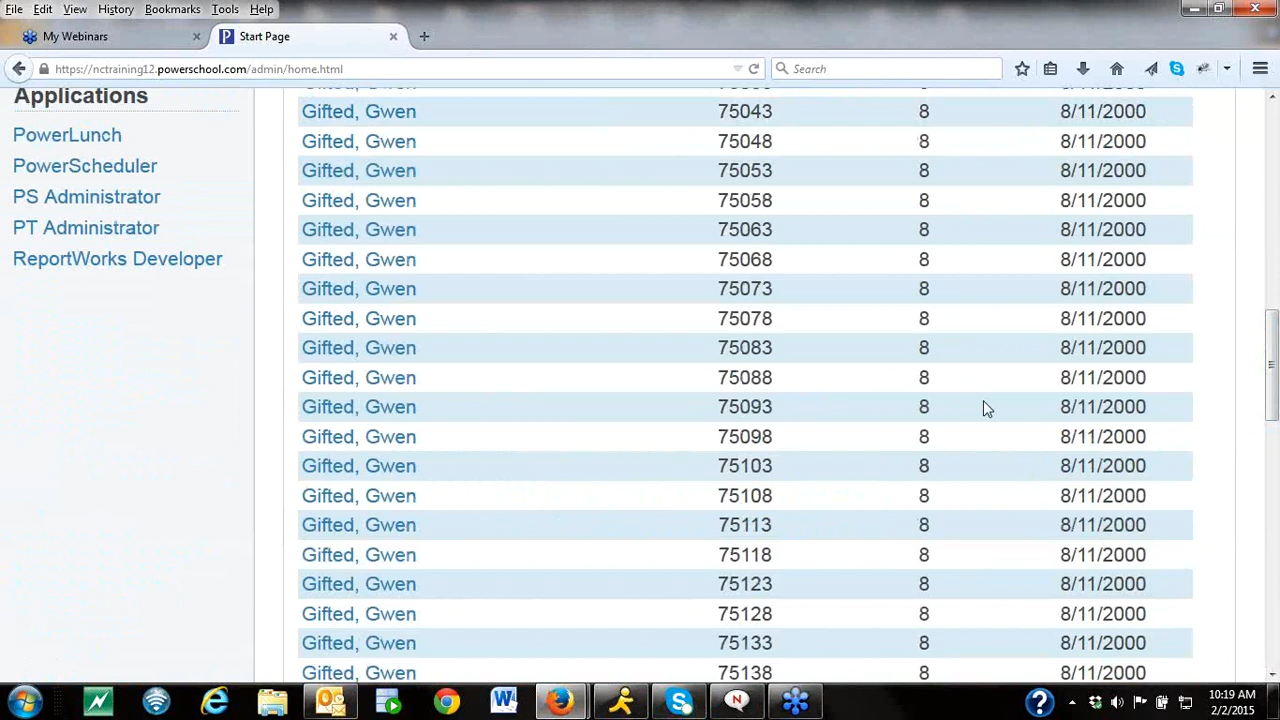 File Edit View History Bookmarks Tools Help
My Webinars × P Start Page × +
https://nctraining12.powerschool.com/admin/home.html Search
Applications
PowerLunch
PowerScheduler
PS Administrator
PT Administrator
ReportWorks Developer
Gifted, Gwen 75043 8 8/11/2000
Gifted, Gwen 75048 8 8/11/2000
Gifted, Gwen 75053 8 8/11/2000
Gifted, Gwen 75058 8 8/11/2000
Gifted, Gwen 75063 8 8/11/2000
Gifted, Gwen 75068 8 8/11/2000
Gifted, Gwen 75073 8 8/11/2000
Gifted, Gwen 75078 8 8/11/2000
Gifted, Gwen 75083 8 8/11/2000
Gifted, Gwen 75088 8 8/11/2000
Gifted, Gwen 75093 8 8/11/2000
Gifted, Gwen 75098 8 8/11/2000
Gifted, Gwen 75103 8 8/11/2000
Gifted, Gwen 75108 8 8/11/2000
Gifted, Gwen 75113 8 8/11/2000
Gifted, Gwen 75118 8 8/11/2000
Gifted, Gwen 75123 8 8/11/2000
Gifted, Gwen 75128 8 8/11/2000
Gifted, Gwen 75133 8 8/11/2000
Gifted, Gwen 75138 8 8/11/2000
10:19 AM
2/2/2015